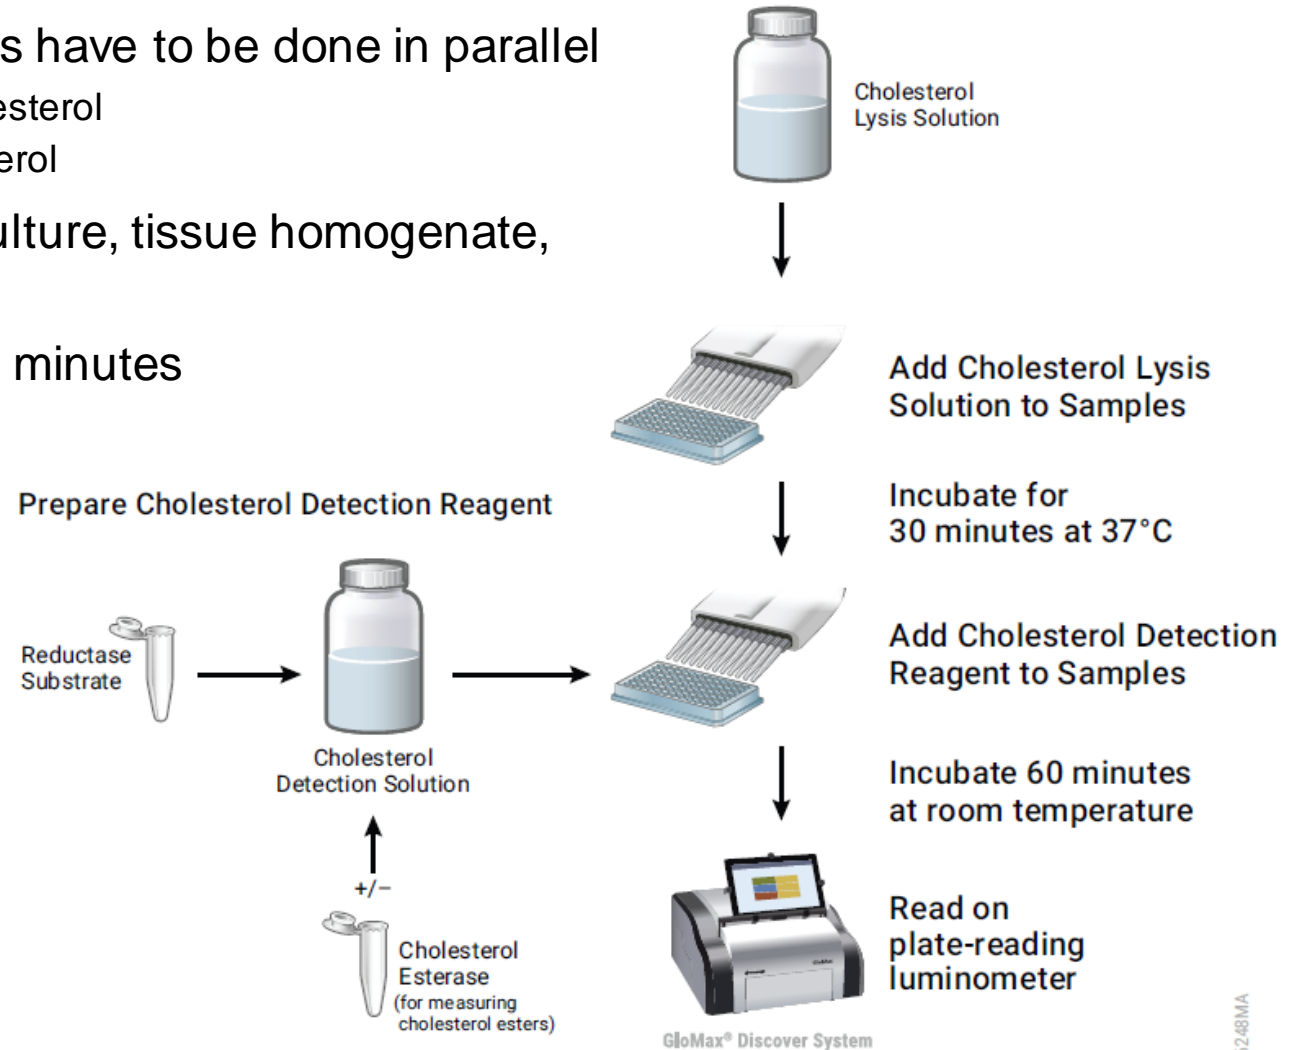 s have to be done in parallel
esterol
erol
ulture, tissue homogenate,
minutes
Cholesterol
Lysis Solution
Add Cholesterol Lysis
Solution to Samples
Incubate for
30 minutes at 37°C
Prepare Cholesterol Detection Reagent
Reductase
Substrate
Cholesterol
Detection Solution
Add Cholesterol Detection
Reagent to Samples
+/−
Cholesterol
Esterase
(for measuring
cholesterol esters)
Incubate 60 minutes
at room temperature
Read on
plate-reading
luminometer
GloMax® Discover System
5248MA